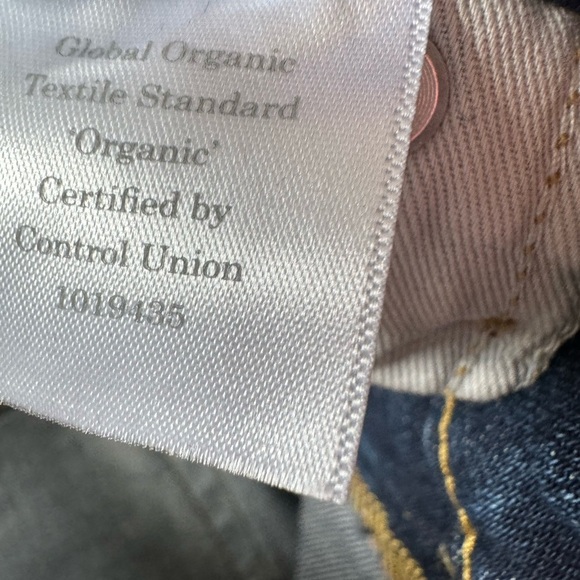 Global Organic
Textile Standard
'Organic'
Certified by
Control Union
1019435